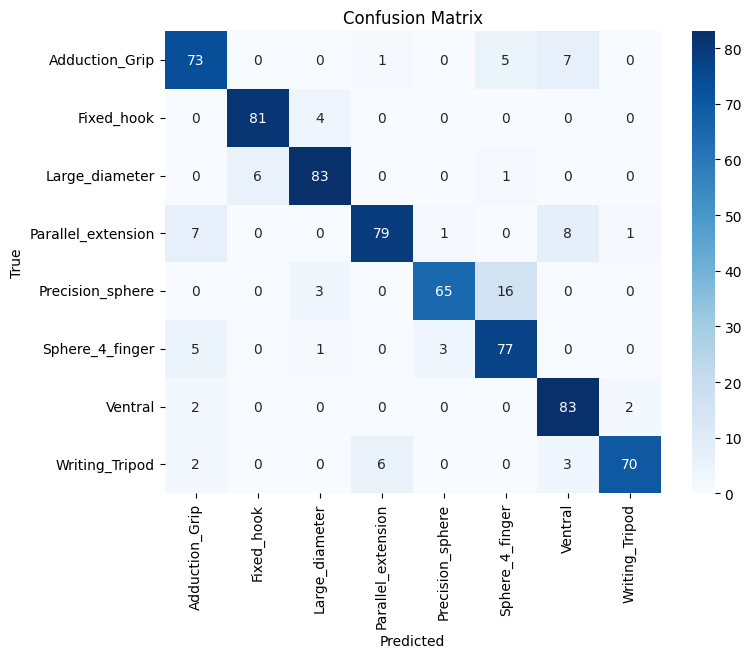 Confusion Matrix
Adduction_Grip 73 0 0 1 0 5 7 0
Fixed_hook 0 81 4 0 0 0 0 0
Large_diameter 0 6 83 0 0 1 0 0
Parallel_extension 7 0 0 79 1 0 8 1
Precision_sphere 0 0 3 0 65 16 0 0
Sphere_4_finger 5 0 1 0 3 77 0 0
Ventral 2 0 0 0 0 0 83 2
Writing_Tripod 2 0 0 6 0 0 3 70
True
Adduction_Grip
Fixed_hook
Large_diameter
Parallel_extension
Precision_sphere
Sphere_4_finger
Ventral
Writing_Tripod
Predicted
80
70
60
50
40
30
20
10
0